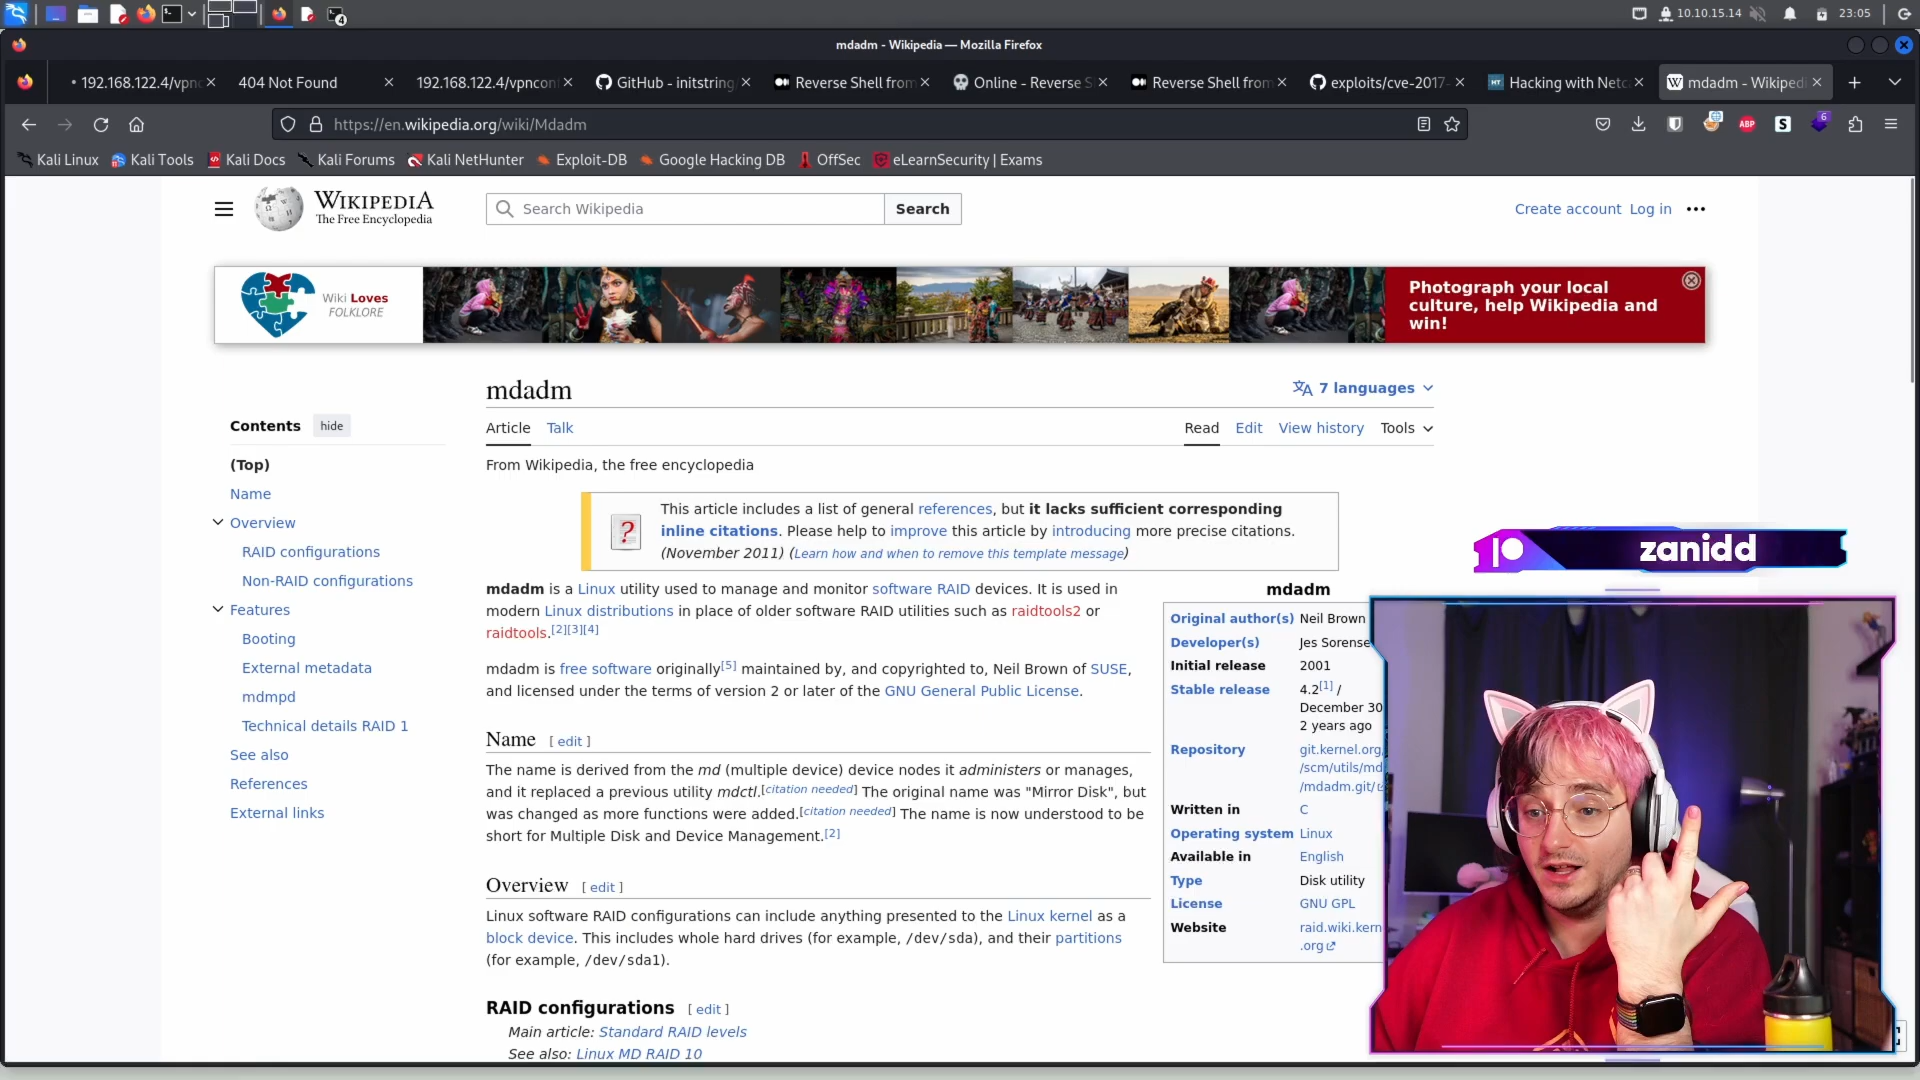 10.10.15.14
23:05
4
mdadm - Wikipedia — Mozilla Firefox
192.168.122.4/vpnc
404 Not Found
192.168.122.4/vpncon
GitHub - initstring/
Reverse Shell from
Online - Reverse S
Reverse Shell from
exploits/cve-2017-
Hacking with Netc
mdadm - Wikiped
https://en.wikipedia.org/wiki/Mdadm
ABP
S
6
Kali Linux
Kali Tools
Kali Docs
Kali Forums
Kali NetHunter
Exploit-DB
Google Hacking DB
OffSec
eLearnSecurity | Exams
WIKIPEDIA
The Free Encyclopedia
Search Wikipedia
Search
Create account Log in
Wiki Loves
FOLKLORE
Photograph your local
culture, help Wikipedia and
win!
mdadm
7 languages
Contents hide
Article Talk
Read Edit View history Tools
From Wikipedia, the free encyclopedia
(Top)
Name
Overview
RAID configurations
Non-RAID configurations
Features
Booting
External metadata
mdmpd
Technical details RAID 1
See also
References
External links
This article includes a list of general references, but it lacks sufficient corresponding
inline citations. Please help to improve this article by introducing more precise citations.
(November 2011) (Learn how and when to remove this template message)
mdadm is a Linux utility used to manage and monitor software RAID devices. It is used in
modern Linux distributions in place of older software RAID utilities such as raidtools2 or
raidtools.[2][3][4]
mdadm is free software originally[5] maintained by, and copyrighted to, Neil Brown of SUSE,
and licensed under the terms of version 2 or later of the GNU General Public License.
Name [ edit ]
The name is derived from the md (multiple device) device nodes it administers or manages,
and it replaced a previous utility mdctl.[citation needed] The original name was "Mirror Disk", but
was changed as more functions were added.[citation needed] The name is now understood to be
short for Multiple Disk and Device Management.[2]
Overview [ edit ]
Linux software RAID configurations can include anything presented to the Linux kernel as a
block device. This includes whole hard drives (for example, /dev/sda), and their partitions
(for example, /dev/sda1).
RAID configurations [ edit ]
Main article: Standard RAID levels
See also: Linux MD RAID 10
mdadm
Original author(s) Neil Brown
Developer(s) Jes Sorense
Initial release 2001
Stable release 4.2[1] /
December 30
2 years ago
Repository git.kernel.org
/scm/utils/md
/mdadm.git/
Written in C
Operating system Linux
Available in English
Type Disk utility
License GNU GPL
Website raid.wiki.kern
.org
zanidd